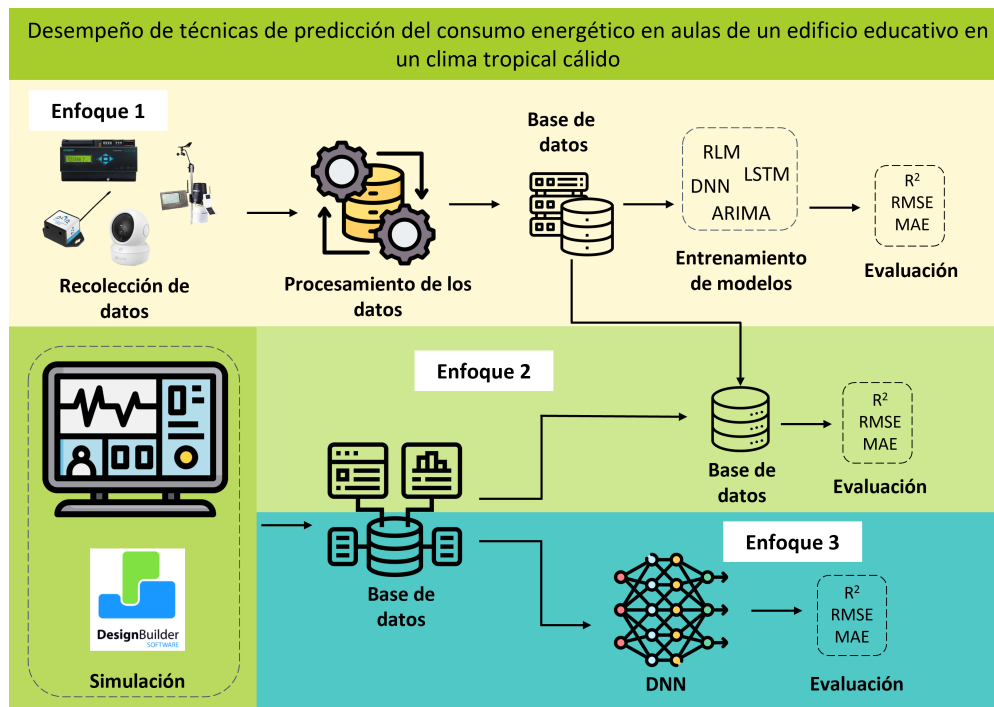 Desempeño de técnicas de predicción del consumo energético en aulas de un edificio educativo en
un clima tropical cálido
Enfoque 1
Recolección de
datos
Procesamiento de los
datos
Base de
datos
RLM
LSTM
DNN
ARIMA
Entrenamiento
de modelos
R²
RMSE
MAE
Evaluación
Enfoque 2
Base de
datos
R²
RMSE
MAE
Evaluación
DesignBuilder
SOFTWARE
Simulación
Base de
datos
Enfoque 3
DNN
R²
RMSE
MAE
Evaluación